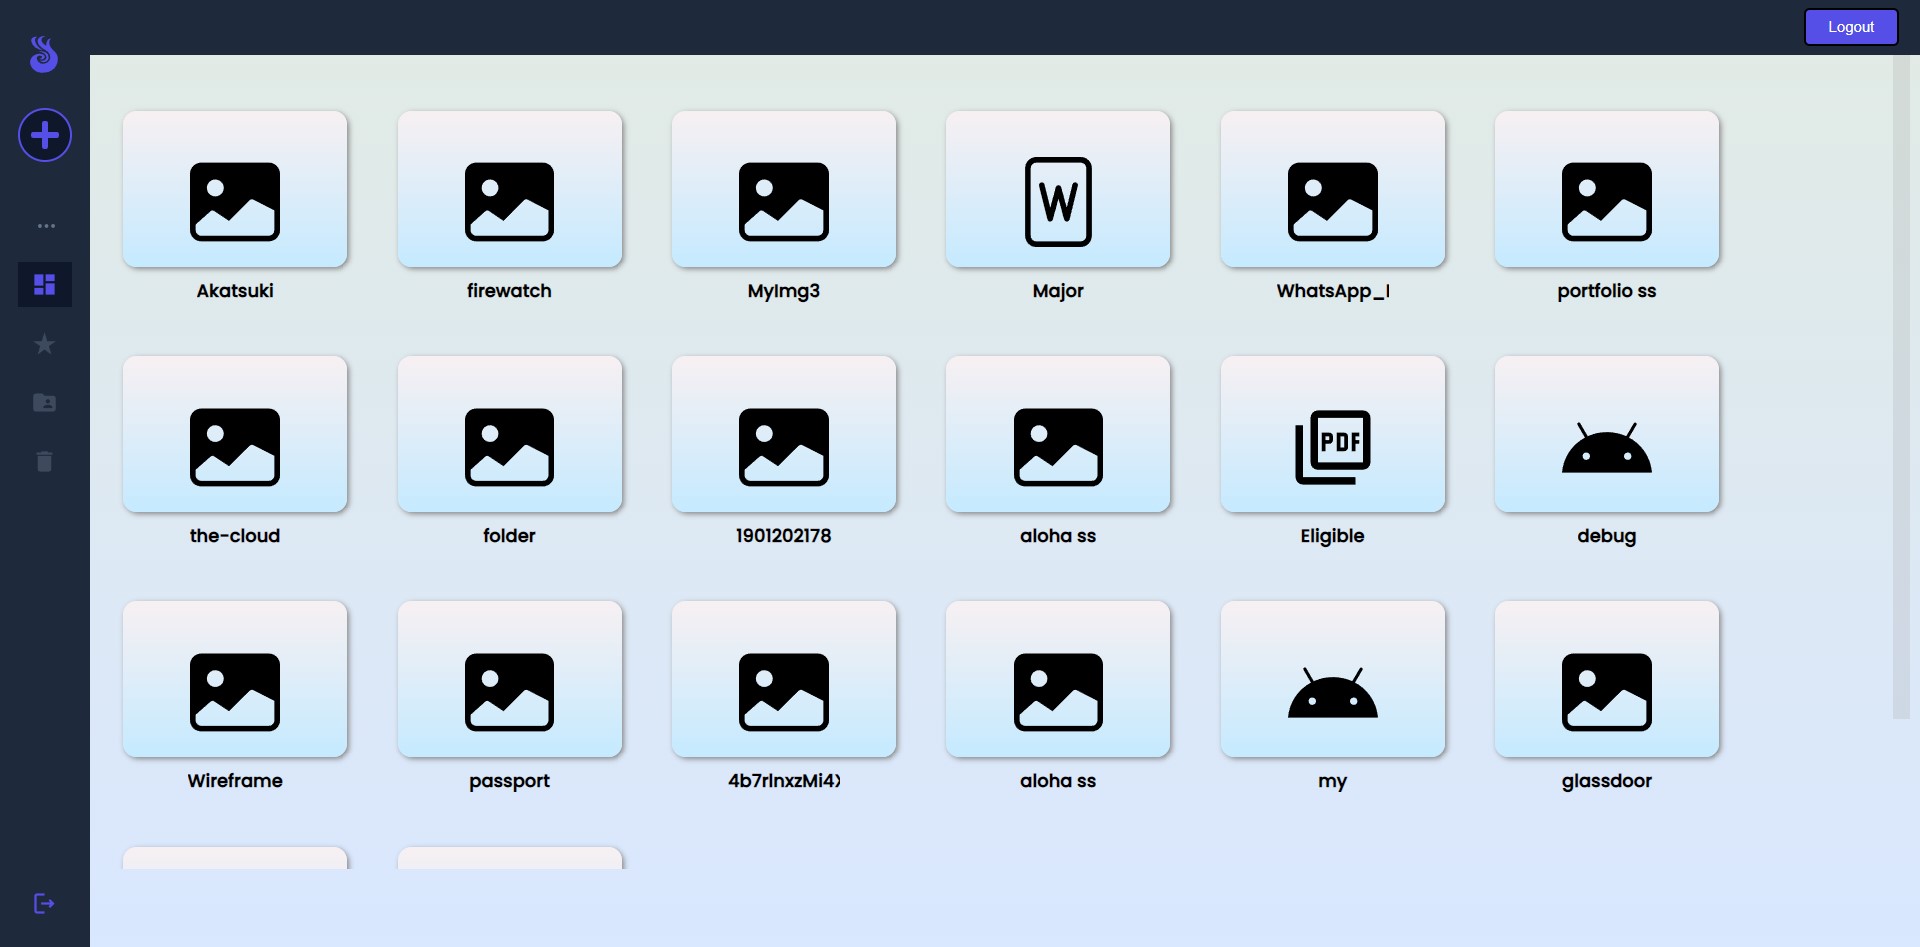 Logout
Akatsuki
firewatch
MyImg3
W
Major
WhatsApp_I
portfolio ss
the-cloud
folder
1901202178
aloha ss
PDF
Eligible
debug
Wireframe
passport
4b7rlnxzMi4
aloha ss
my
glassdoor